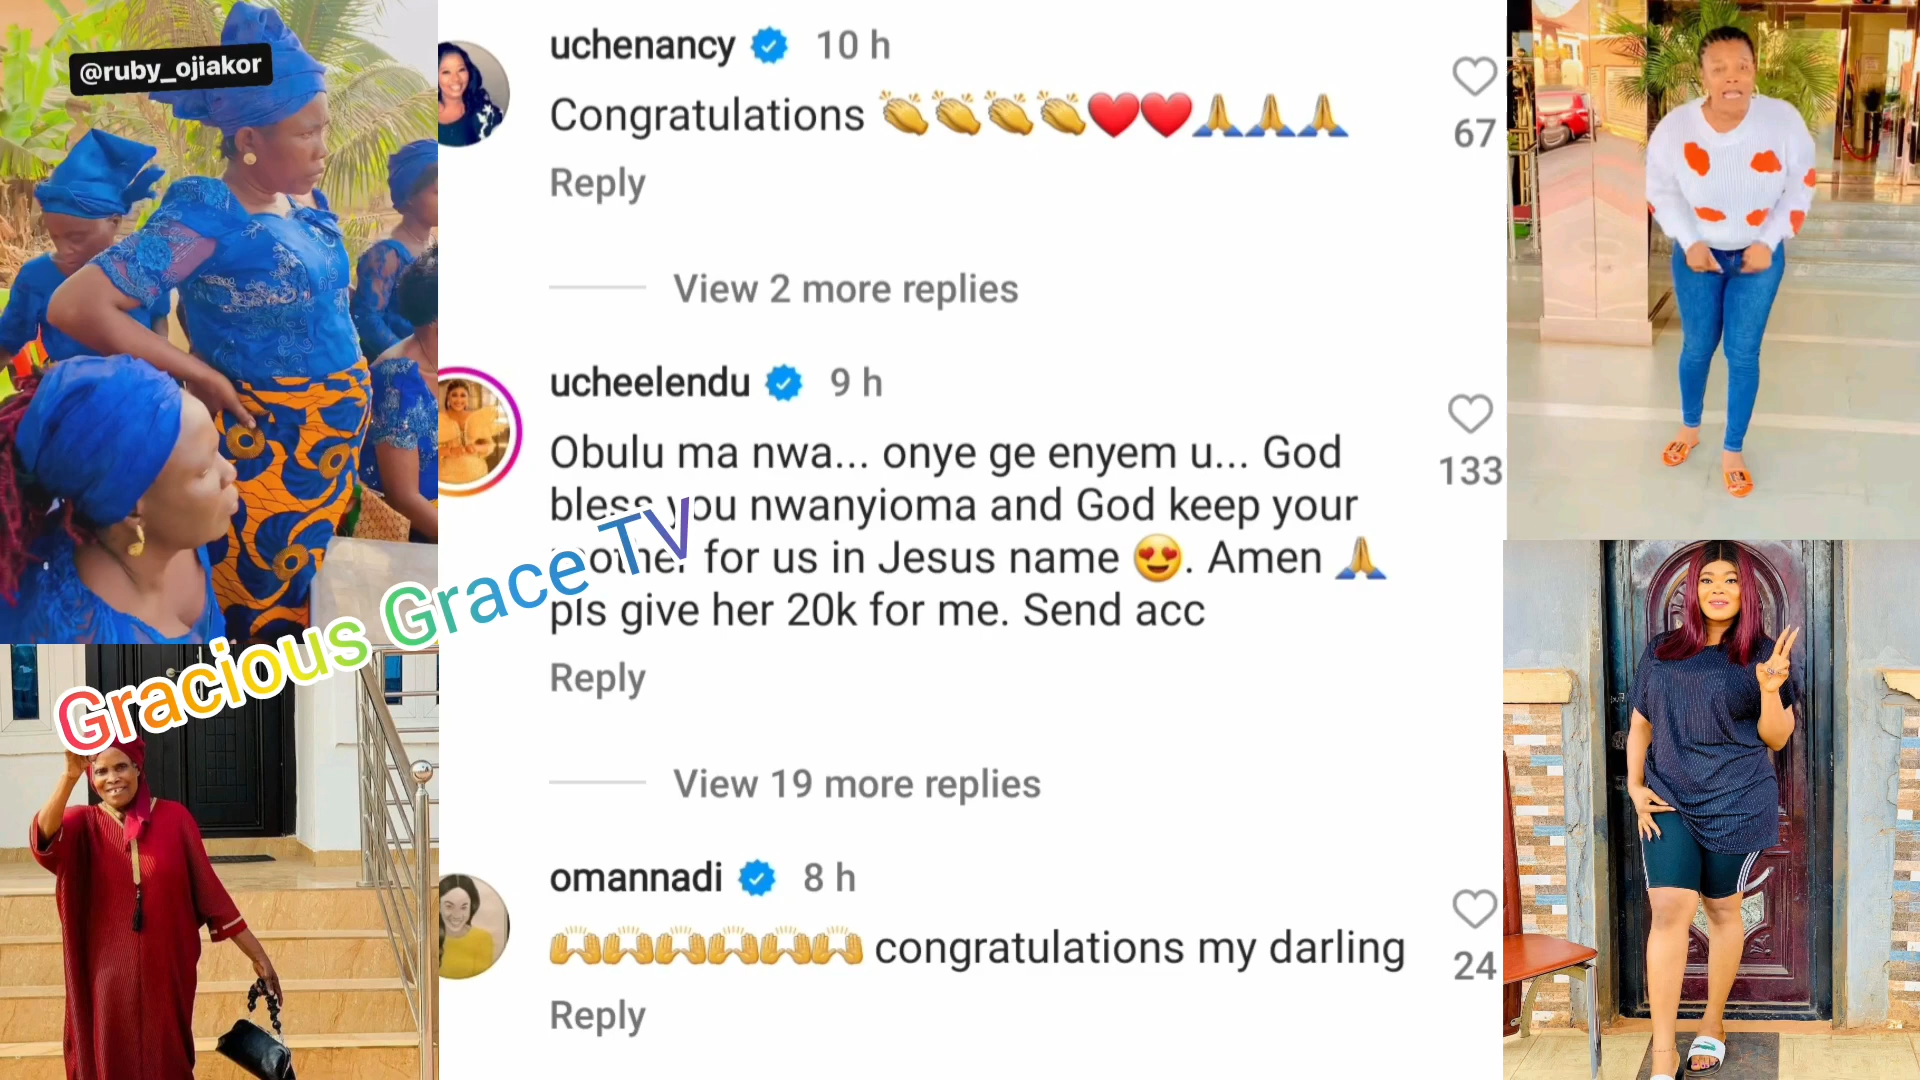 @ruby_ojiakor
uchenancy 10 h
Congratulations 👏👏👏👏❤️❤️🙏🙏🙏
67
Reply
View 2 more replies
ucheelendu 9 h
Obulu ma nwa... onye ge enyem u... God
133
bless you nwanyioma and God keep your
mother for us in Jesus name 😍. Amen 🙏
pls give her 20k for me. Send acc
Reply
View 19 more replies
omannadi 8 h
🙌🙌🙌🙌🙌🙌 congratulations my darling
24
Reply
Gracious Grace TV